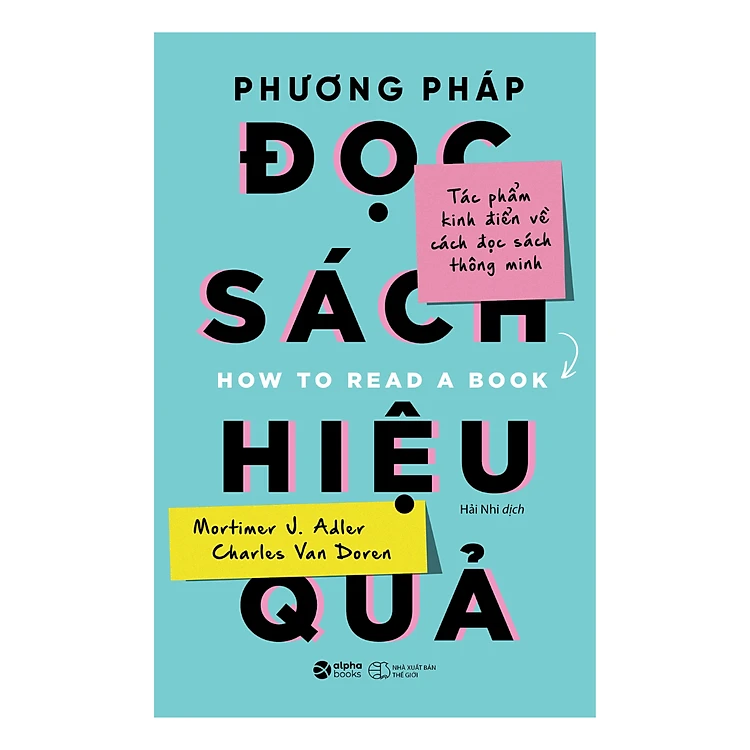 PHƯƠNG PHÁP
ĐỌC
Tác phẩm
kinh điển về
cách đọc sách
thông minh
SÁCH
HOW TO READ A BOOK
HIỆU
Hải Nhi dịch
Mortimer J. Adler
Charles Van Doren
QUẢ
alpha
books
NHÀ XUẤT BẢN
THẾ GIỚI